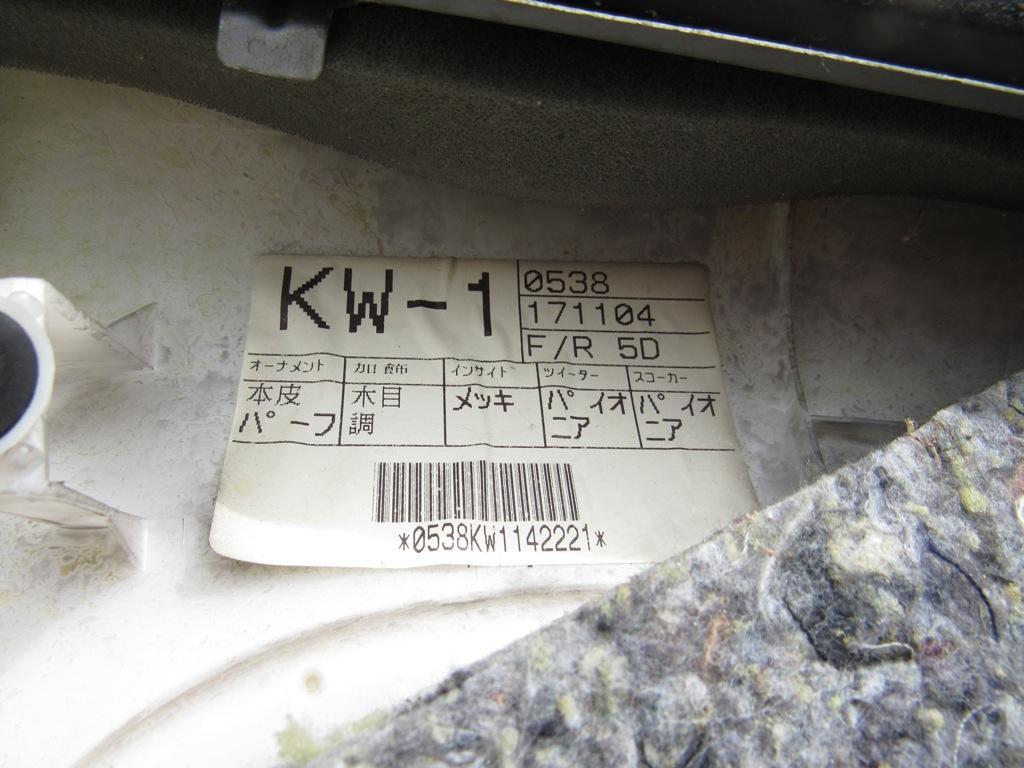 KW-1
0538
171104
F/R 5D
オーナメント 加飾 インサイト ツイーター スコーカー
本皮 木目 メッキ パイオ パイオ
パーフ 調 ニア ニア
*0538KW1142221*